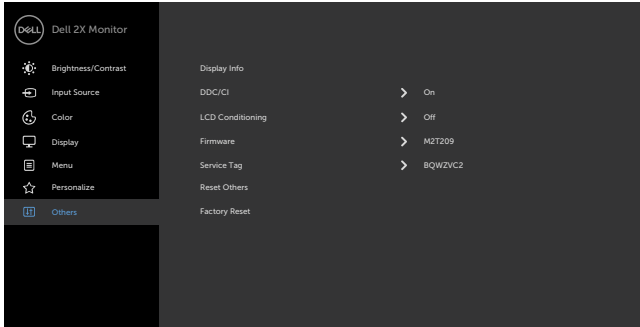 DELL Dell 2X Monitor
Brightness/Contrast
Input Source
Color
Display
Menu
Personalize
Others
Display Info
DDC/CI On
LCD Conditioning Off
Firmware M2T209
Service Tag BQWZVC2
Reset Others
Factory Reset